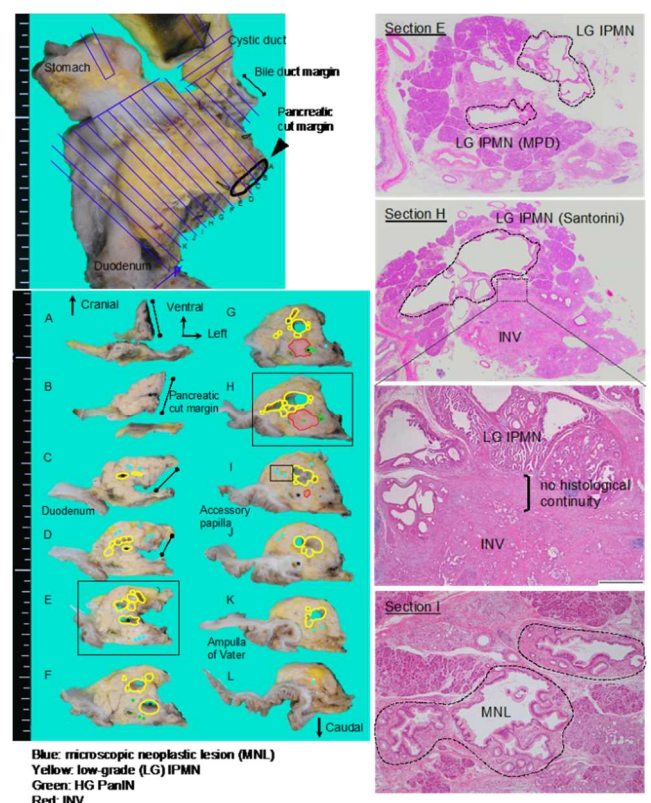 Stomach
Cystic duct
Bile duct margin
Pancreatic
cut margin
Duodenum
A
Cranial
Ventral
Left
B
Pancreatic
cut margin
C
Duodenum
D
E
F
G
H
I
Accessory
papilla
J
K
Ampulla
of Vater
L
Caudal
Blue: microscopic neoplastic lesion (MNL)
Yellow: low-grade (LG) IPMN
Green: HG PanIN
Red: INV
Section E
LG IPMN
LG IPMN (MPD)
Section H
LG IPMN (Santorini)
INV
LG IPMN
no histological
continuity
INV
Section I
MNL